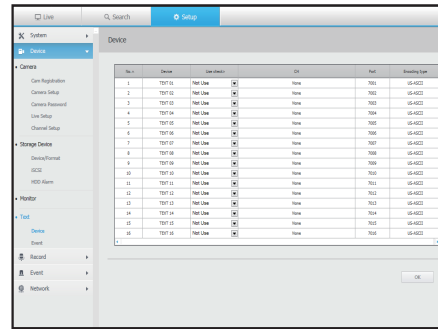 Live Search Setup
System
Device
Camera
Cam Registration
Camera Setup
Camera Password
Live Setup
Channel Setup
Storage Device
Device/Format
iSCSI
HDD Alarm
Monitor
Text
Device
Event
Record
Event
Network
Device
No. Device Use check CH Port Encoding Type
1 TEXT 01 Not Use None 7001 US-ASCII
2 TEXT 02 Not Use None 7002 US-ASCII
3 TEXT 03 Not Use None 7003 US-ASCII
4 TEXT 04 Not Use None 7004 US-ASCII
5 TEXT 05 Not Use None 7005 US-ASCII
6 TEXT 06 Not Use None 7006 US-ASCII
7 TEXT 07 Not Use None 7007 US-ASCII
8 TEXT 08 Not Use None 7008 US-ASCII
9 TEXT 09 Not Use None 7009 US-ASCII
10 TEXT 10 Not Use None 7010 US-ASCII
11 TEXT 11 Not Use None 7011 US-ASCII
12 TEXT 12 Not Use None 7012 US-ASCII
13 TEXT 13 Not Use None 7013 US-ASCII
14 TEXT 14 Not Use None 7014 US-ASCII
15 TEXT 15 Not Use None 7015 US-ASCII
16 TEXT 16 Not Use None 7016 US-ASCII
OK